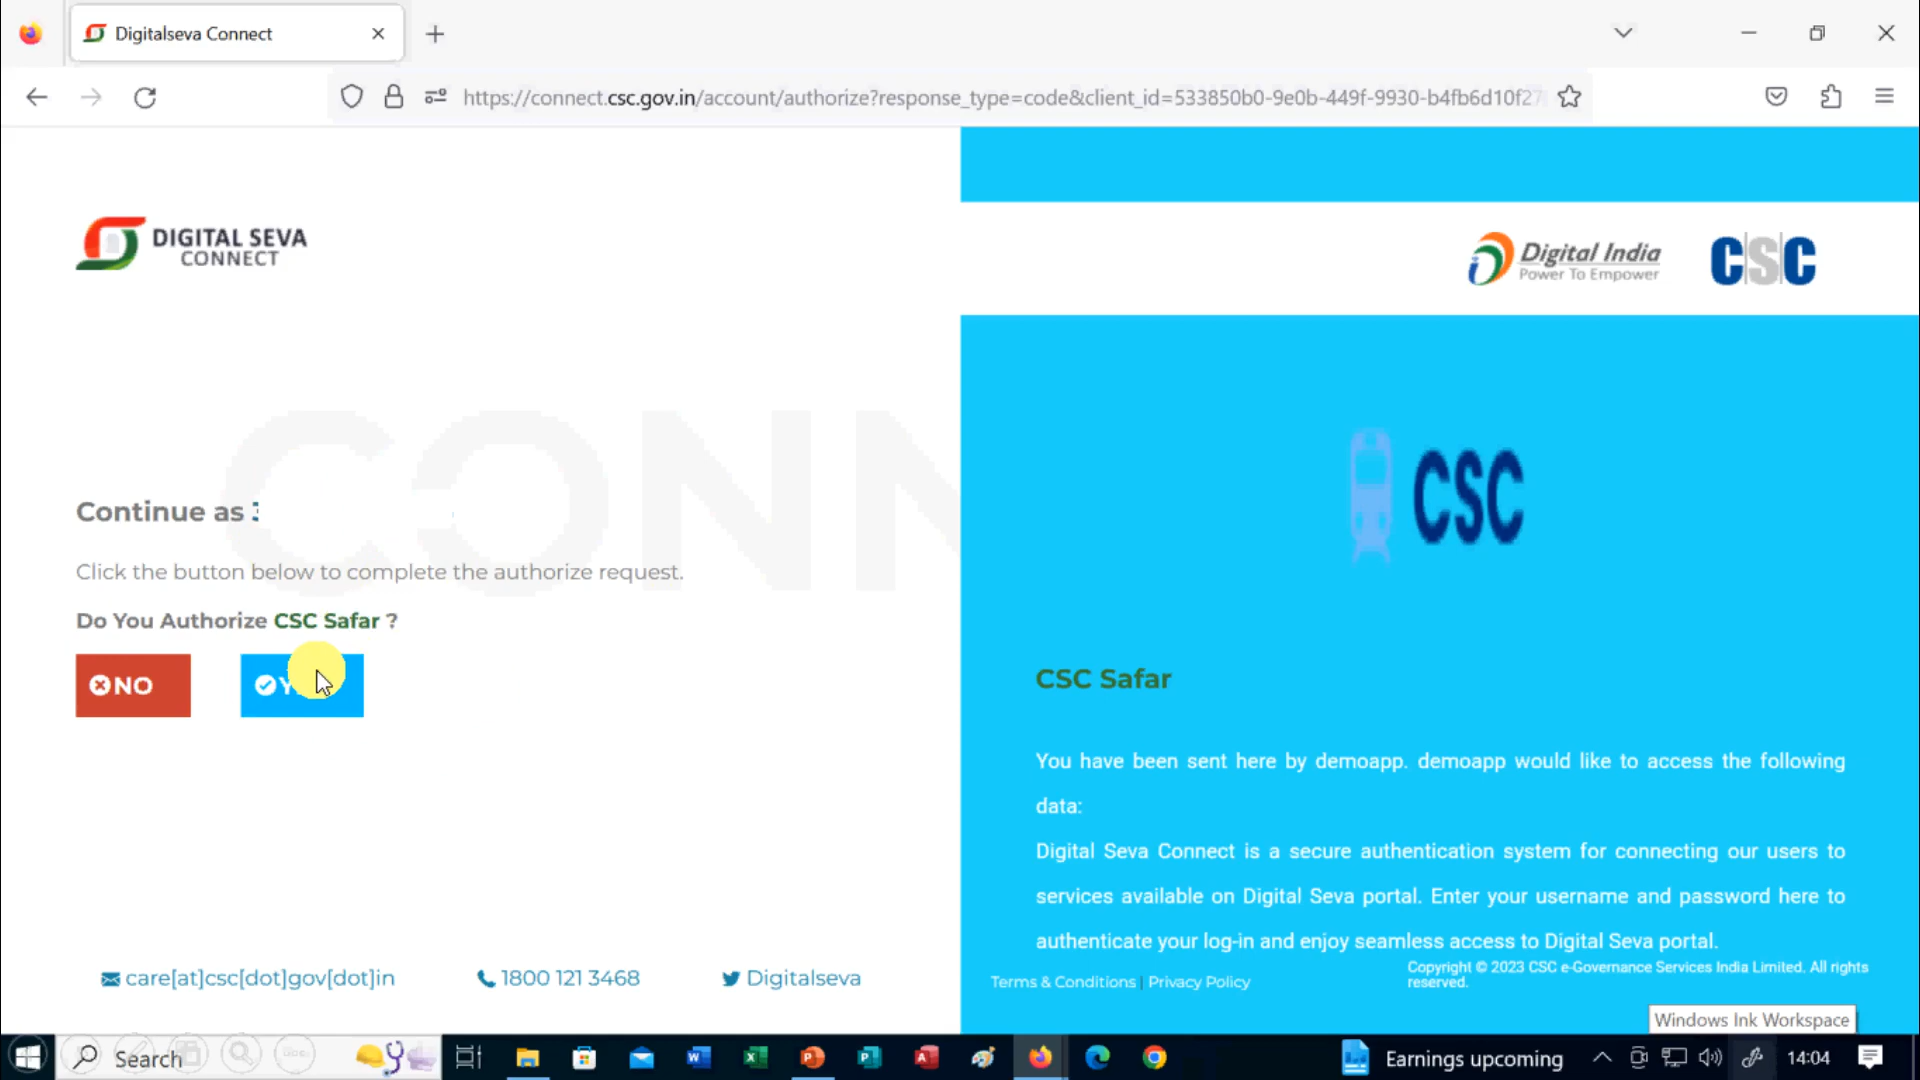 Digitalseva Connect
https://connect.csc.gov.in/account/authorize?response_type=code&client_id=533850b0-9e0b-449f-9930-b4fb6d10f27
DIGITAL SEVA
CONNECT
Digital India
Power To Empower
CSC
CONN
Continue as
Click the button below to complete the authorize request.
Do You Authorize CSC Safar ?
NO
CSC
CSC Safar
You have been sent here by demoapp. demoapp would like to access the following
data:
Digital Seva Connect is a secure authentication system for connecting our users to
services available on Digital Seva portal. Enter your username and password here to
authenticate your log-in and enjoy seamless access to Digital Seva portal.
care[at]csc[dot]gov[dot]in
1800 121 3468
Digitalseva
Terms & Conditions | Privacy Policy
Copyright © 2023 CSC e-Governance Services India Limited. All rights
reserved.
Windows Ink Workspace
Search
Earnings upcoming
14:04